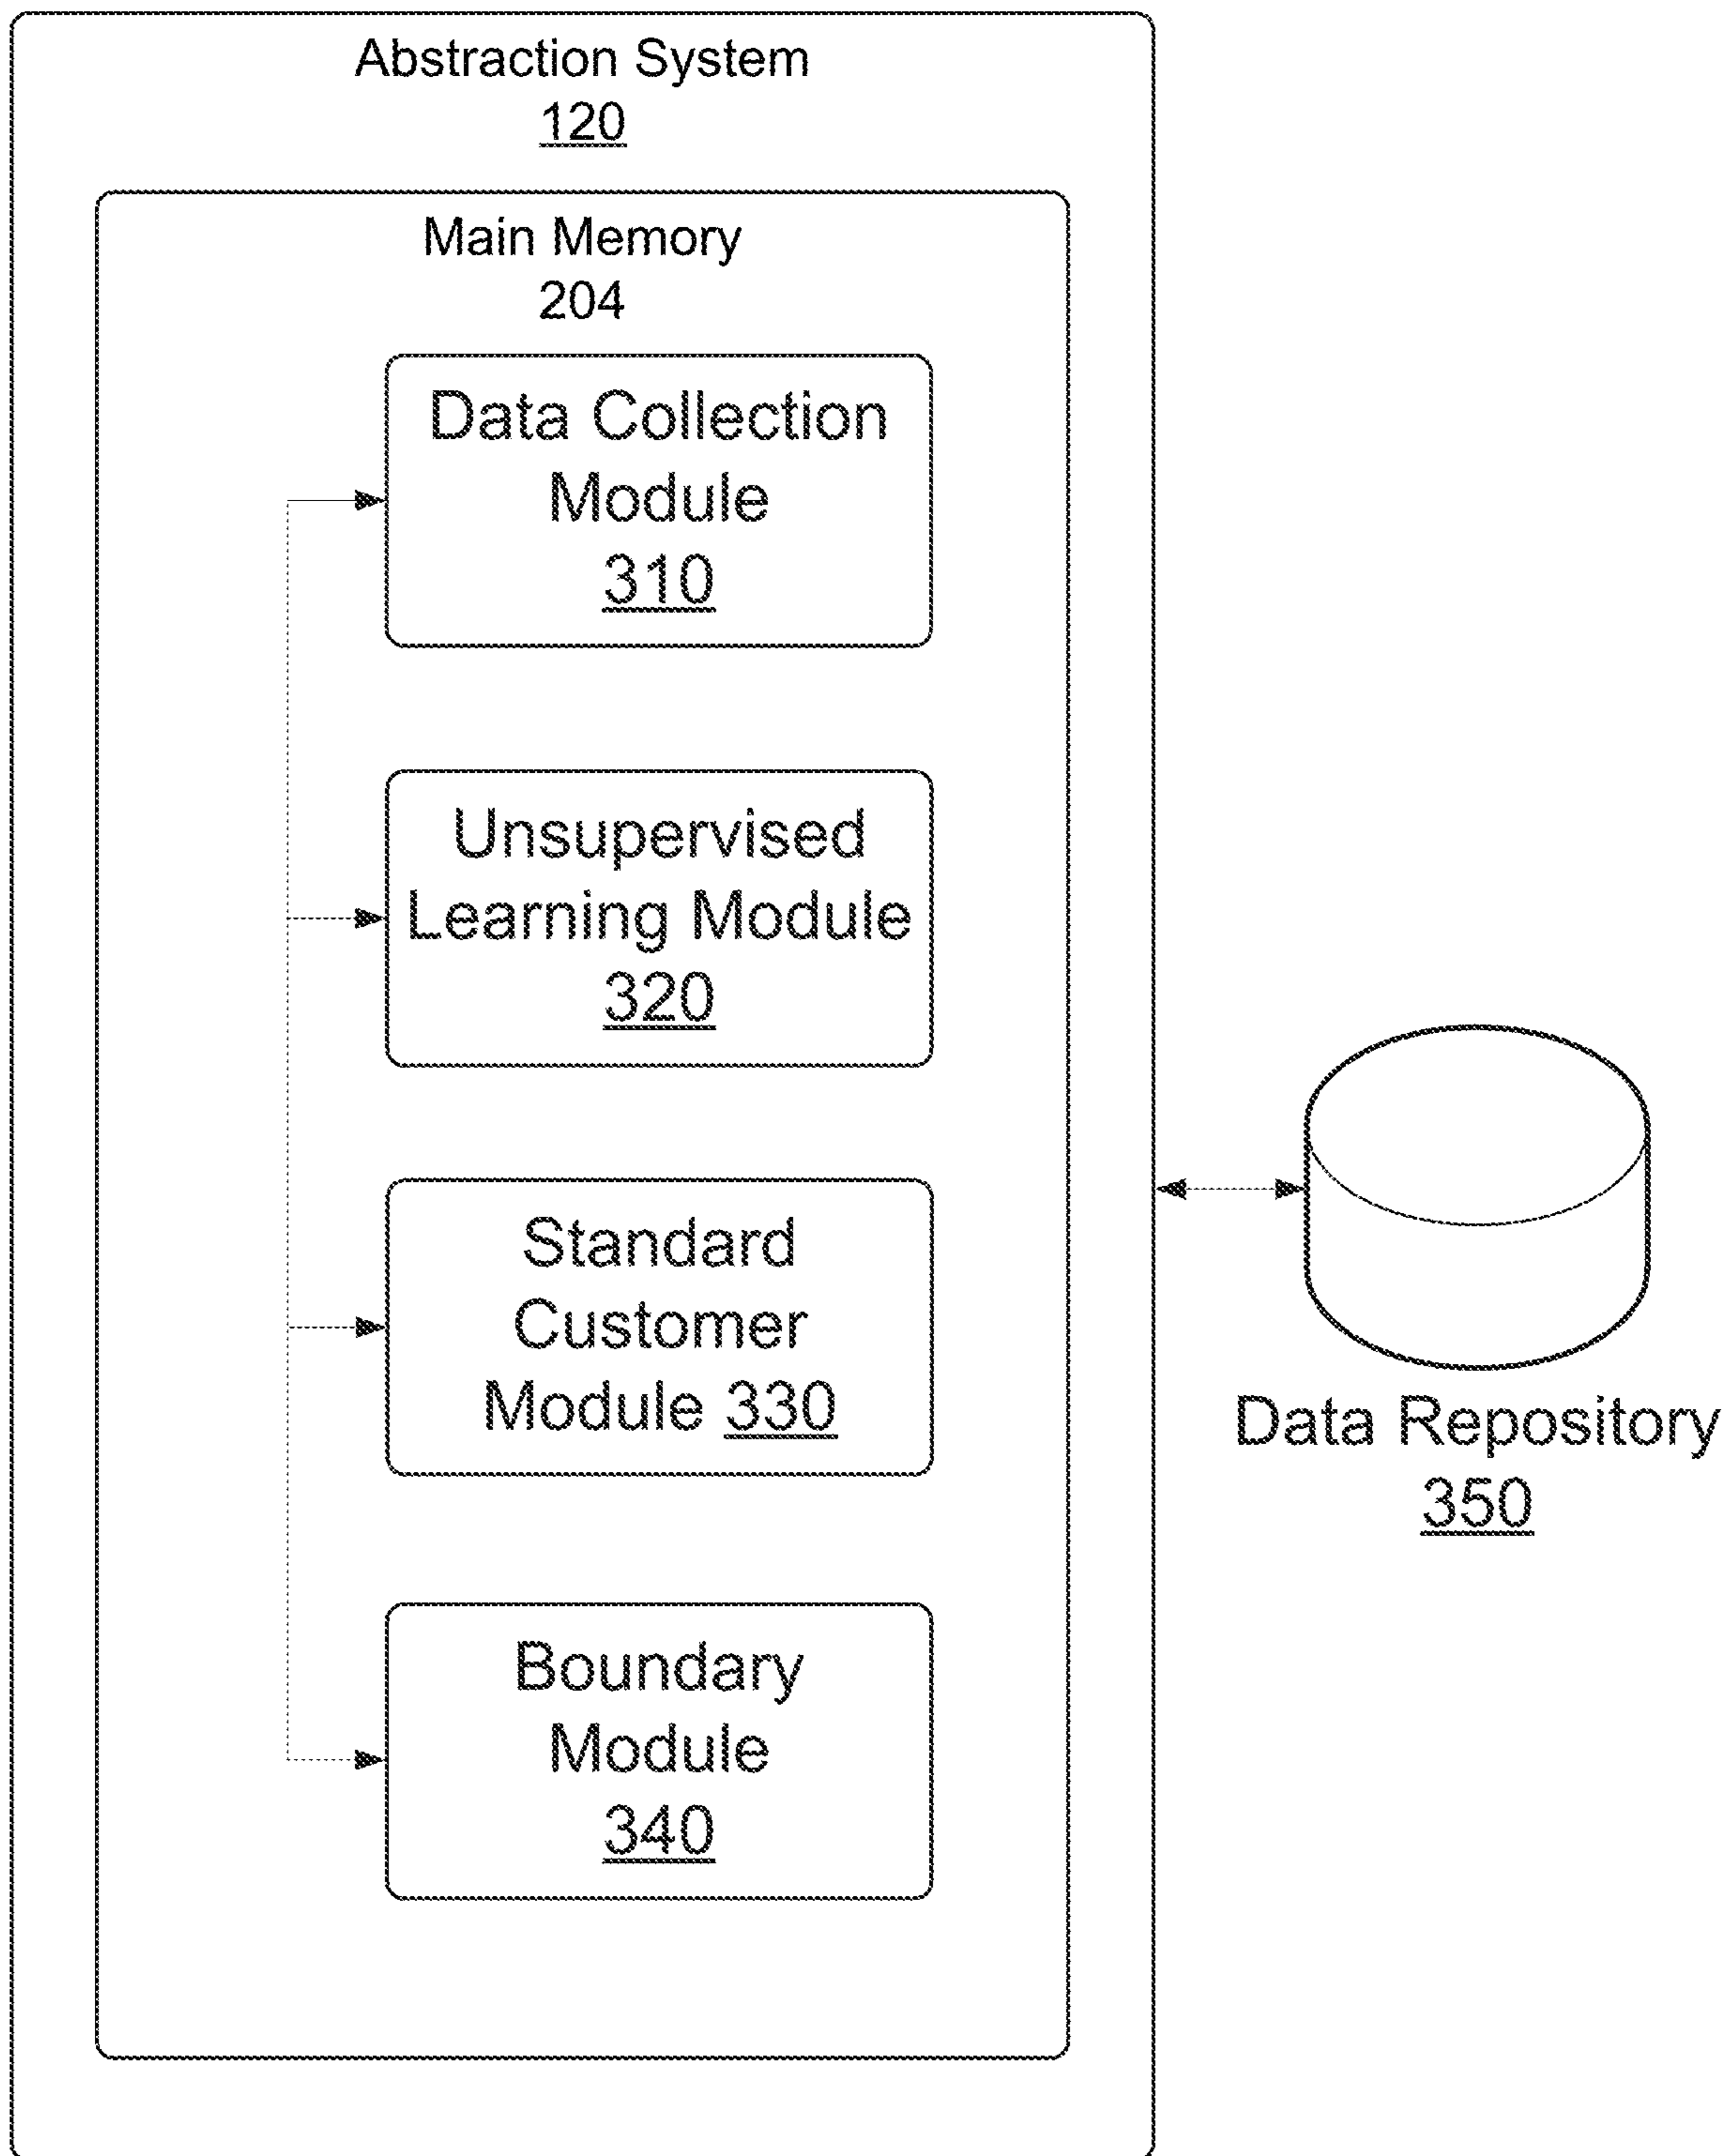 Abstraction System
120
Main Memory
204
Data Collection
Module
310
Unsupervised
Learning Module
320
Standard
Customer
Module 330
Boundary
Module
340
Data Repository
350